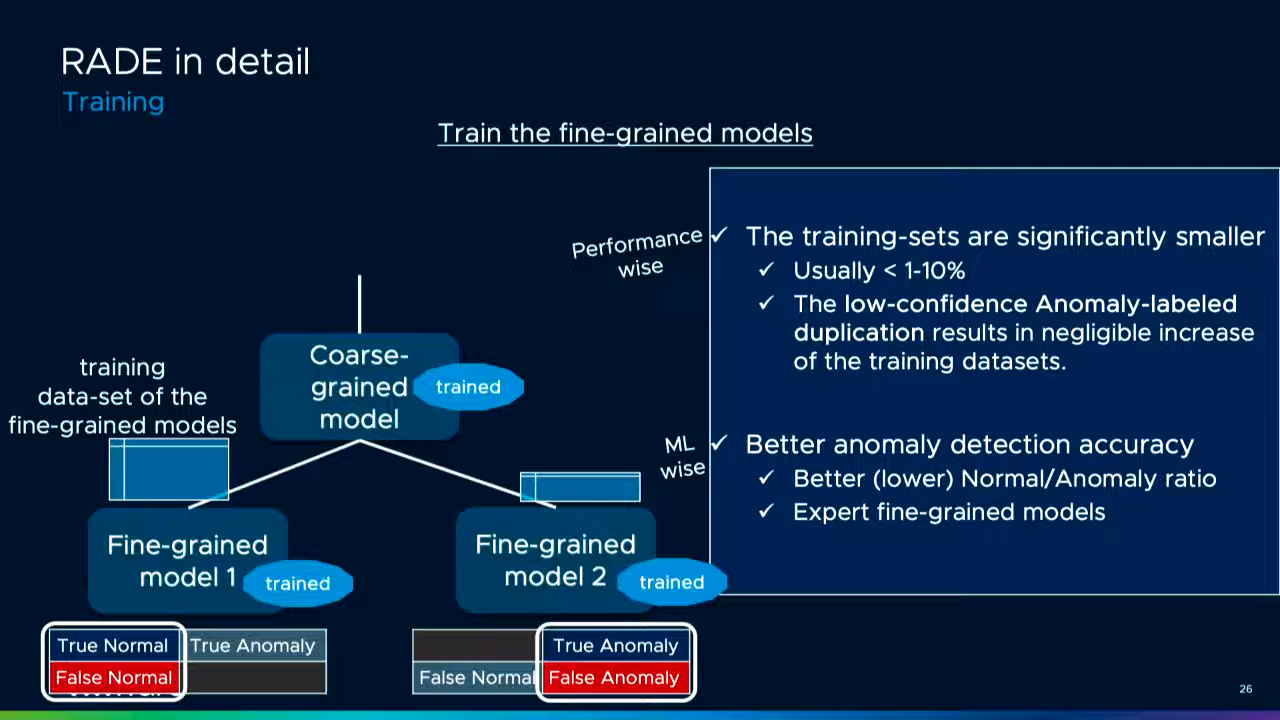 RADE in detail
Training
Train the fine-grained models
Performance
wise
✓ The training-sets are significantly smaller
✓ Usually < 1-10%
✓ The low-confidence Anomaly-labeled
duplication results in negligible increase
of the training datasets.
ML
wise
✓ Better anomaly detection accuracy
✓ Better (lower) Normal/Anomaly ratio
✓ Expert fine-grained models
Coarse-
grained
model
trained
training
data-set of the
fine-grained models
Fine-grained
model 1
trained
Fine-grained
model 2
trained
True Normal
True Anomaly
False Normal
True Anomaly
False Normal
False Anomaly
26